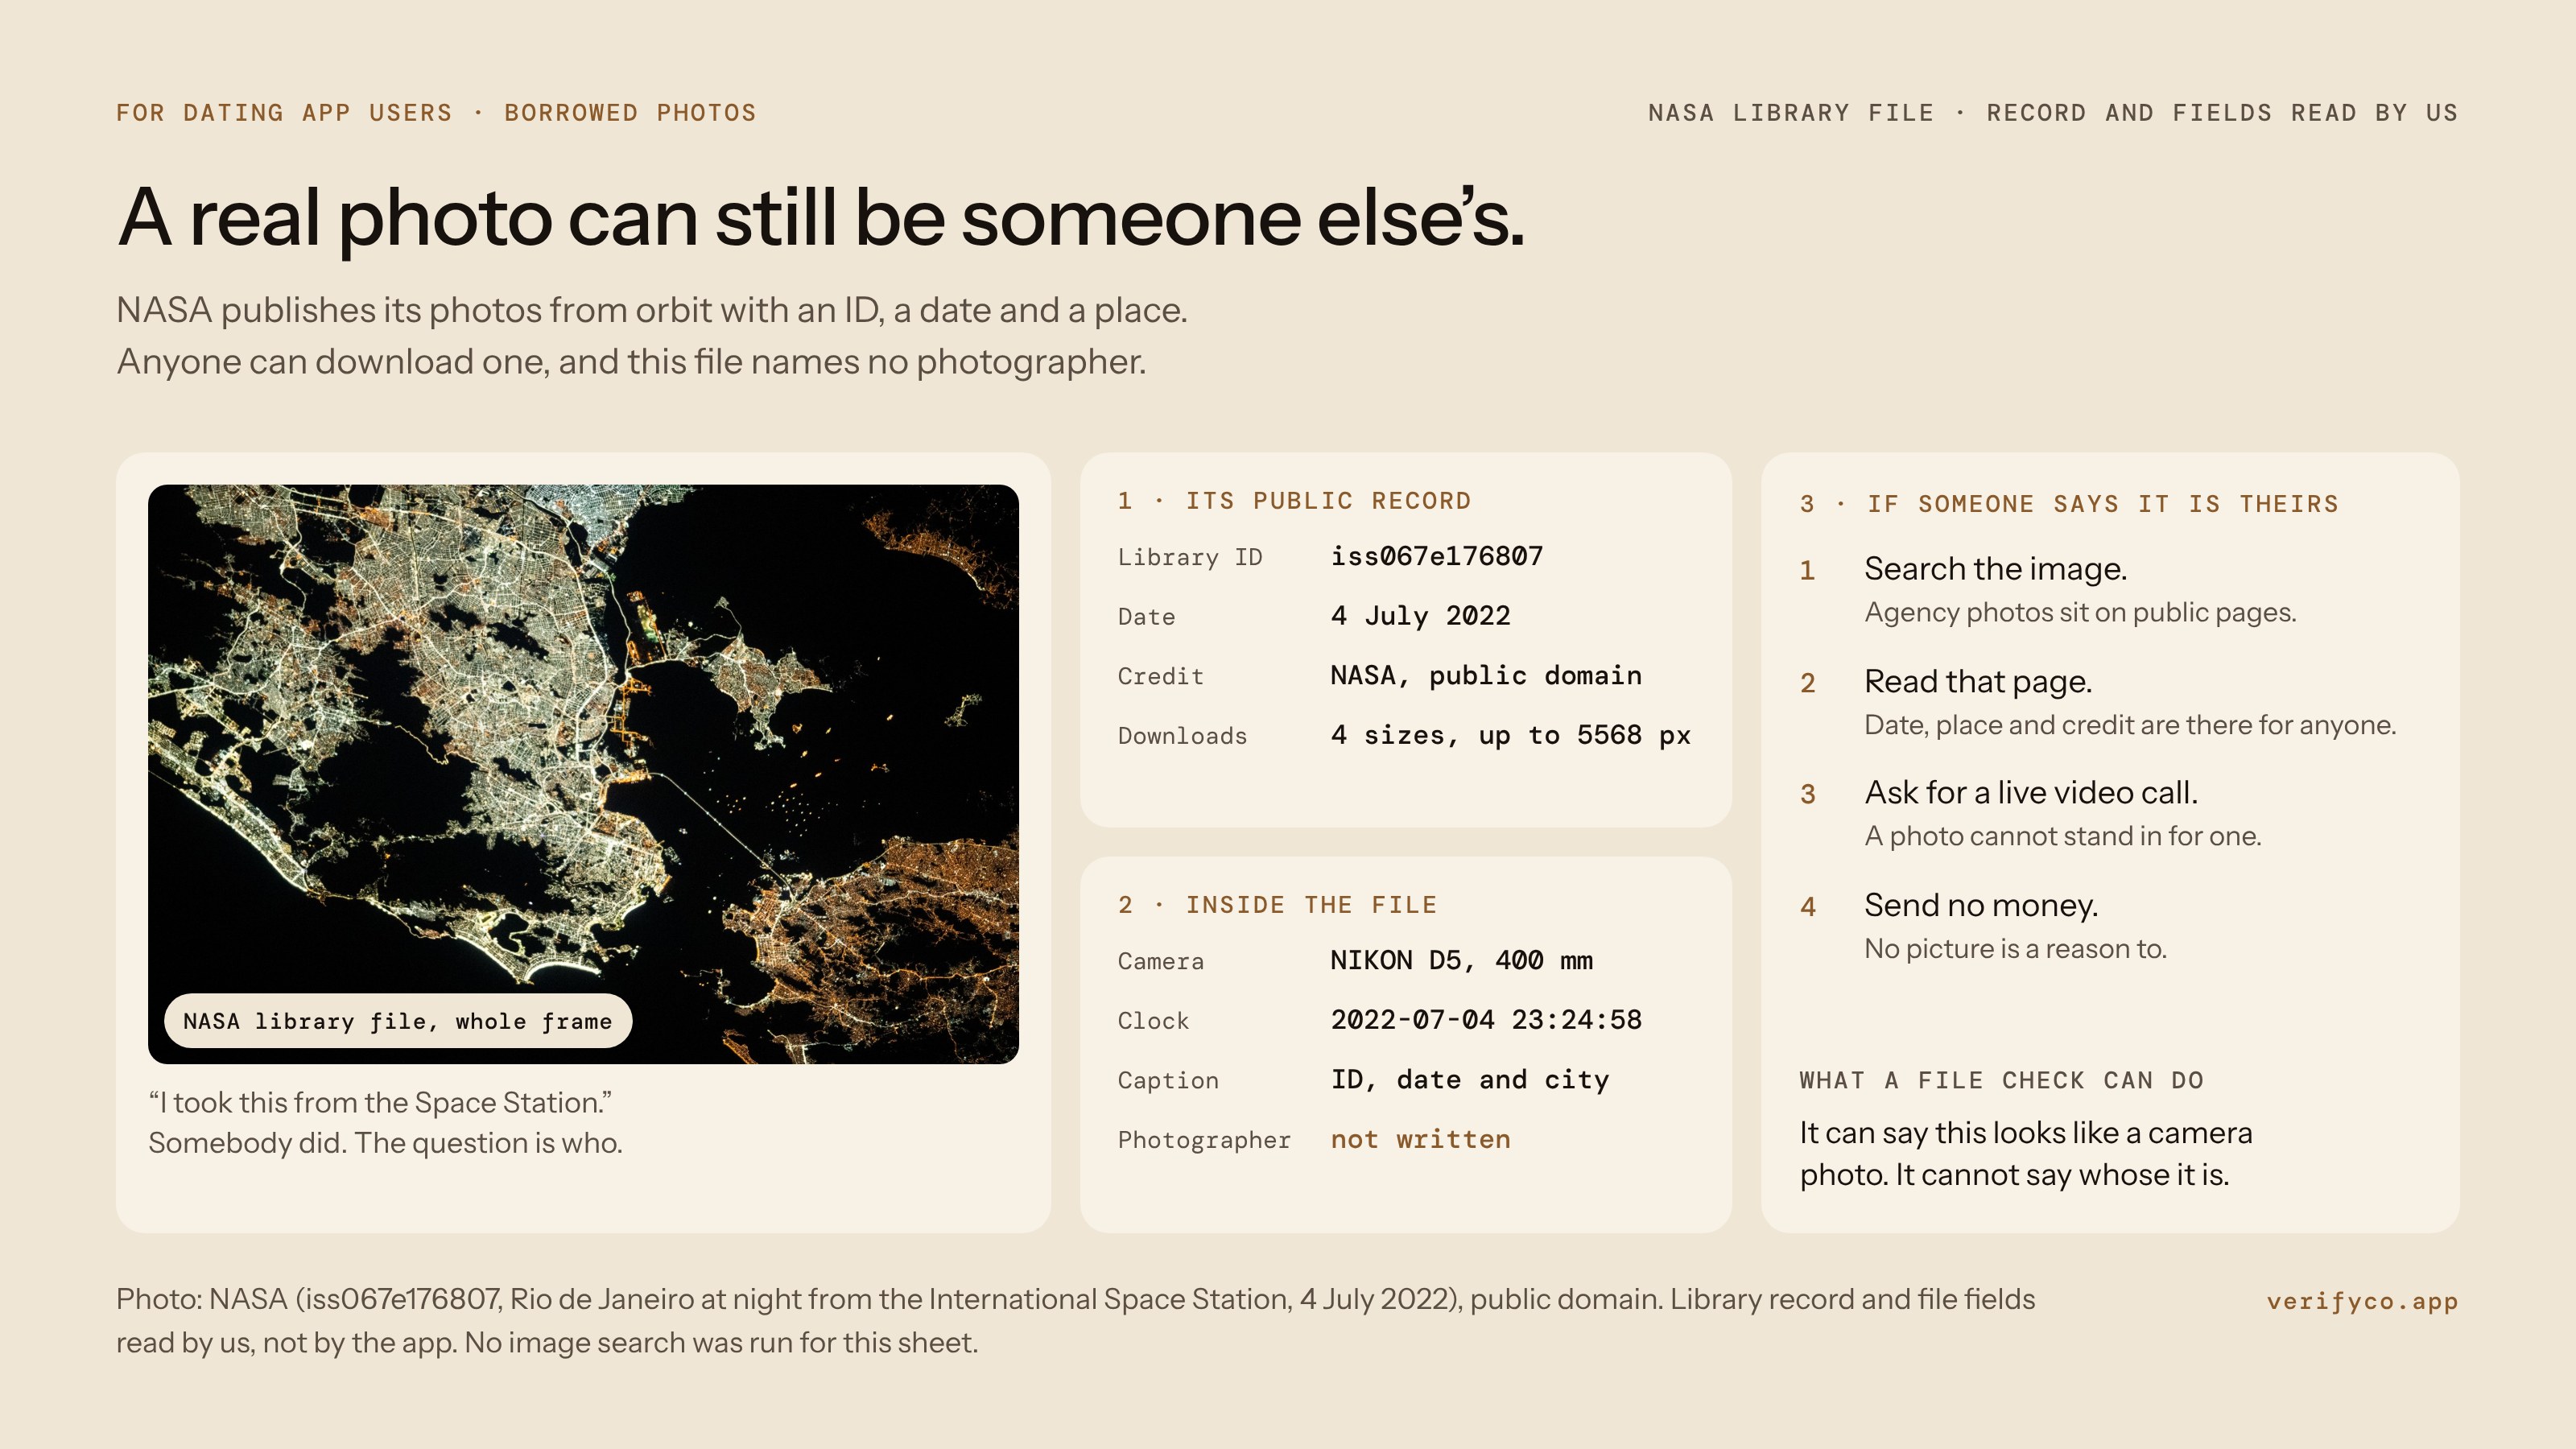 FOR DATING APP USERS · BORROWED PHOTOS
NASA LIBRARY FILE · RECORD AND FIELDS READ BY US
A real photo can still be someone else’s.
NASA publishes its photos from orbit with an ID, a date and a place.
Anyone can download one, and this file names no photographer.
NASA library file, whole frame
“I took this from the Space Station.”
Somebody did. The question is who.
1 · ITS PUBLIC RECORD
Library ID iss067e176807
Date 4 July 2022
Credit NASA, public domain
Downloads 4 sizes, up to 5568 px
2 · INSIDE THE FILE
Camera NIKON D5, 400 mm
Clock 2022-07-04 23:24:58
Caption ID, date and city
Photographer not written
3 · IF SOMEONE SAYS IT IS THEIRS
1 Search the image.
Agency photos sit on public pages.
2 Read that page.
Date, place and credit are there for anyone.
3 Ask for a live video call.
A photo cannot stand in for one.
4 Send no money.
No picture is a reason to.
WHAT A FILE CHECK CAN DO
It can say this looks like a camera
photo. It cannot say whose it is.
Photo: NASA (iss067e176807, Rio de Janeiro at night from the International Space Station, 4 July 2022), public domain. Library record and file fields
read by us, not by the app. No image search was run for this sheet.
verifyco.app